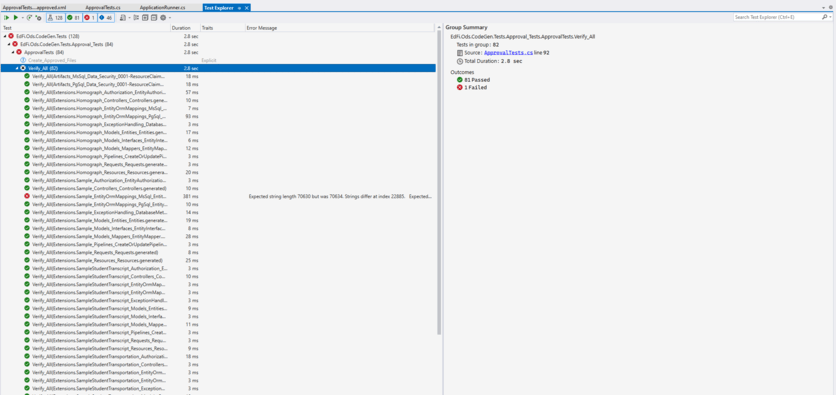 ApprovalTests....approved.xml ApprovalTests.cs ApplicationRunner.cs Test Explorer
128 81 1 46 Search Test Explorer (Ctrl+E)
Test Duration Traits Error Message
EdFi.Ods.CodeGen.Tests (128) 2.8 sec
EdFi.Ods.CodeGen.Tests.Approval_Tests (84) 2.8 sec
ApprovalTests (84) 2.8 sec
Create_Approval_Files Explicit
Verify_All (82) 2.8 sec
Verify_All(Artifacts_MsSql_Data_Security_0001-ResourceClaim... 18 ms
Verify_All(Artifacts_PgSql_Data_Security_0001-ResourceClaim... 18 ms
Verify_All(Extensions:Homograph_Authorization_EntityAuthori... 57 ms
Verify_All(Extensions:Homograph_Controllers_Controllers.gene... 10 ms
Verify_All(Extensions:Homograph_EntityOrmMappings_MsSql_... 7 ms
Verify_All(Extensions:Homograph_EntityOrmMappings_PgSql_... 93 ms
Verify_All(Extensions:Homograph_ExceptionHandling_Databas... 3 ms
Verify_All(Extensions:Homograph_Models_Entities_Entities.gen... 17 ms
Verify_All(Extensions:Homograph_Models_Interfaces_EntityInte... 6 ms
Verify_All(Extensions:Homograph_Models_Mappers_EntityMap... 12 ms
Verify_All(Extensions:Homograph_Pipelines_CreateOrUpdatePi... 3 ms
Verify_All(Extensions:Homograph_Requests_Requests.generate... 3 ms
Verify_All(Extensions:Homograph_Resources_Resources.genera... 20 ms
Verify_All(Extensions:Sample_Authorization_EntityAuthorizatio... 3 ms
Verify_All(Extensions:Sample_Controllers_Controllers.generated) 10 ms
Verify_All(Extensions:Sample_EntityOrmMappings_MsSql_Entit... 381 ms Expected string length 70630 but was 70634. Strings differ at index 22885. Expected...
Verify_All(Extensions:Sample_EntityOrmMappings_PgSql_Entity... 10 ms
Verify_All(Extensions:Sample_ExceptionHandling_DatabaseMet... 14 ms
Verify_All(Extensions:Sample_Models_Entities_Entities.generate... 19 ms
Verify_All(Extensions:Sample_Models_Interfaces_EntityInterfac... 8 ms
Verify_All(Extensions:Sample_Models_Mappers_EntityMapper... 28 ms
Verify_All(Extensions:Sample_Pipelines_CreateOrUpdatePipelin... 3 ms
Verify_All(Extensions:Sample_Requests_Requests.generated) 8 ms
Verify_All(Extensions:Sample_Resources_Resources.generated) 25 ms
Verify_All(Extensions:SampleStudentTranscript_Authorization_E... 3 ms
Verify_All(Extensions:SampleStudentTranscript_Controllers_Co... 10 ms
Verify_All(Extensions:SampleStudentTranscript_EntityOrmMap... 3 ms
Verify_All(Extensions:SampleStudentTranscript_EntityOrmMap... 3 ms
Verify_All(Extensions:SampleStudentTranscript_ExceptionHandl... 3 ms
Verify_All(Extensions:SampleStudentTranscript_Models_Entities... 9 ms
Verify_All(Extensions:SampleStudentTranscript_Models_Interfa... 3 ms
Verify_All(Extensions:SampleStudentTranscript_Models_Mappe... 11 ms
Verify_All(Extensions:SampleStudentTranscript_Pipelines_Creat... 3 ms
Verify_All(Extensions:SampleStudentTranscript_Requests_Requ... 3 ms
Verify_All(Extensions:SampleStudentTranscript_Resources_Reso... 9 ms
Verify_All(Extensions:SampleStudentTransportation_Authorizati... 18 ms
Verify_All(Extensions:SampleStudentTransportation_Controllers... 3 ms
Verify_All(Extensions:SampleStudentTransportation_EntityOrm... 3 ms
Verify_All(Extensions:SampleStudentTransportation_EntityOrm... 3 ms
Verify_All(Extensions:SampleStudentTransportation_Exception... 3 ms
Group Summary
EdFi.Ods.CodeGen.Tests.Approval_Tests.ApprovalTests.Verify_All
Tests in group: 82
Source: ApprovalTests.cs line 92
Total Duration: 2.8 sec
Outcomes
81 Passed
1 Failed